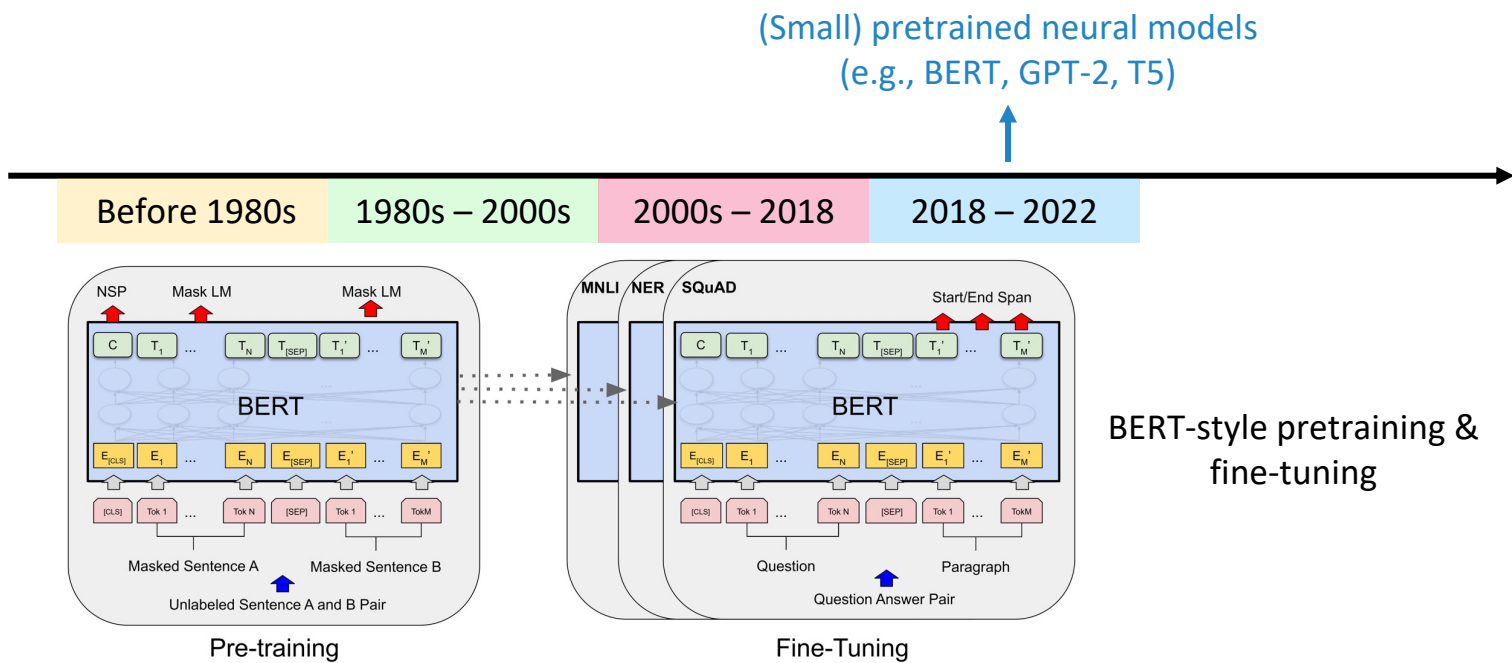 (Small) pretrained neural models
(e.g., BERT, GPT-2, T5)
Before 1980s 1980s – 2000s 2000s – 2018 2018 – 2022
NSP Mask LM Mask LM
C T1 ... TN T[SEP] T1' ... TM'
...
BERT
...
E[CLS] E1 ... EN E[SEP] E1' ... EM'
[CLS] Tok 1 ... Tok N [SEP] Tok 1 ... TokM
Masked Sentence A Masked Sentence B
Unlabeled Sentence A and B Pair
Pre-training
MNLI NER SQuAD
Start/End Span
C T1 ... TN T[SEP] T1' ... TM'
...
BERT
...
E[CLS] E1 ... EN E[SEP] E1' ... EM'
[CLS] Tok 1 ... Tok N [SEP] Tok 1 ... TokM
Question Paragraph
Question Answer Pair
Fine-Tuning
BERT-style pretraining &
fine-tuning